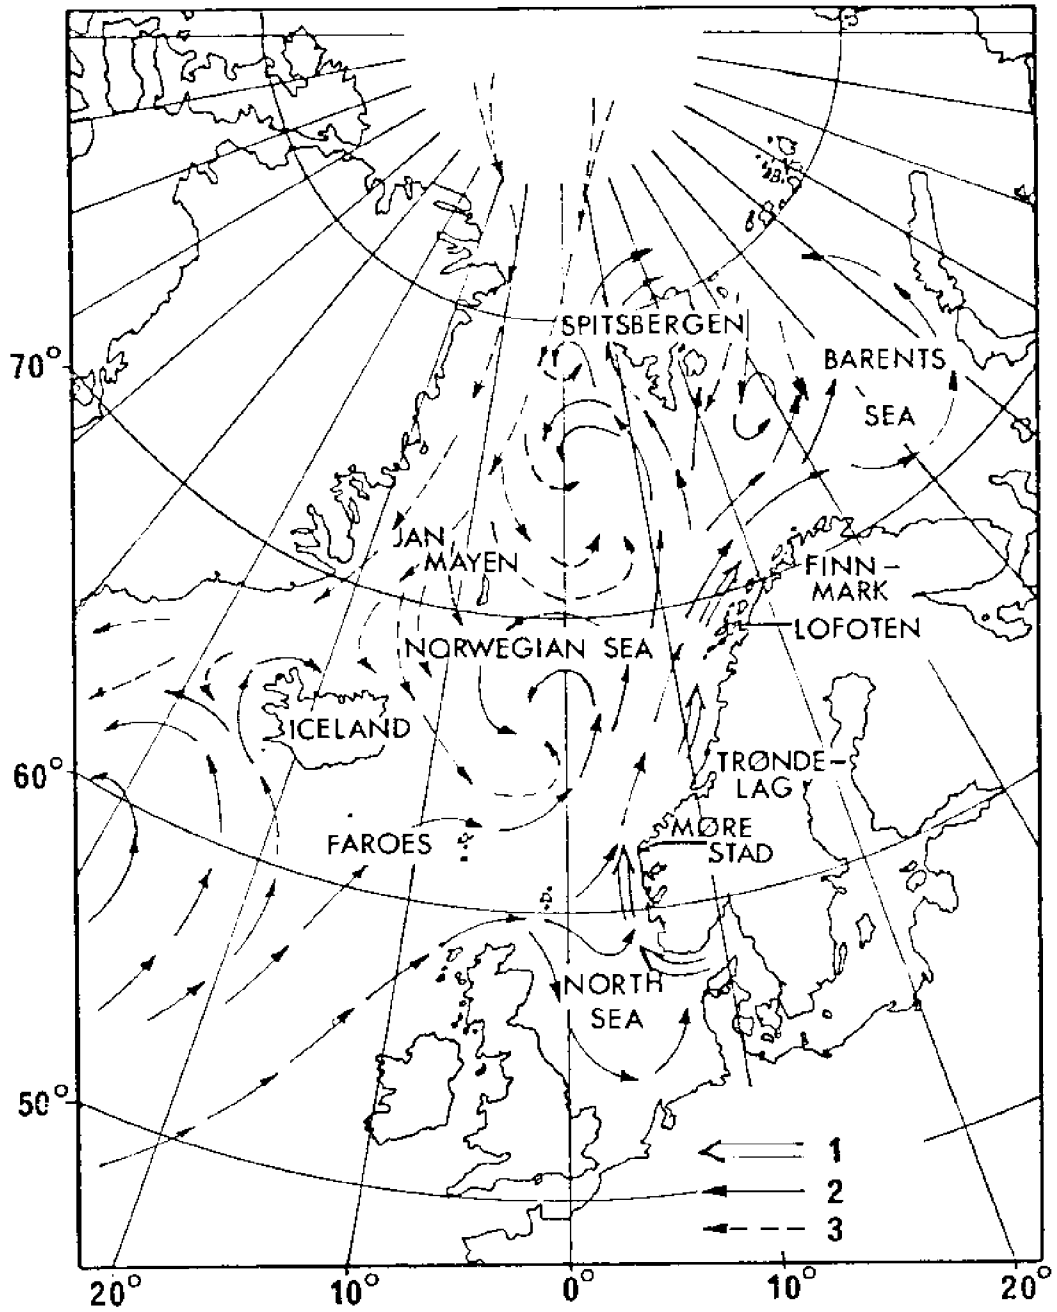 SPITSBERGEN
70°
BARENTS
SEA
JAN
MAYEN
FINN-
MARK
LOFOTEN
NORWEGIAN SEA
ICELAND
60°
TRØNDE-
LAG
FAROES
MØRE
STAD
NORTH
SEA
50°
1
2
3
20°
10°
0°
10°
20°